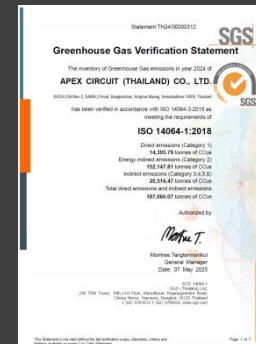 Statement TH24/00000312
SGS
Greenhouse Gas Verification Statement
The inventory of Greenhouse Gas emissions in year 2024 of
APEX CIRCUIT (THAILAND) CO., LTD.
has been verified in accordance with ISO 14064-3:2019 as
meeting the requirements of
SGS
ISO 14064-1:2018
Direct emissions (Category 1)
14,395.79 tonnes of CO₂e
Energy indirect emissions (Category 2)
152,147.81 tonnes of CO₂e
Indirect emissions (Category 3,4,5,6)
20,516.47 tonnes of CO₂e
Total direct emissions and indirect emissions
187,060.07 tonnes of CO₂e
Authorized by
Montree T.
Montree Tangtermsirikul
General Manager
Date: 07 May 2025
SGS (Thailand) Ltd.
Page 1 of 7